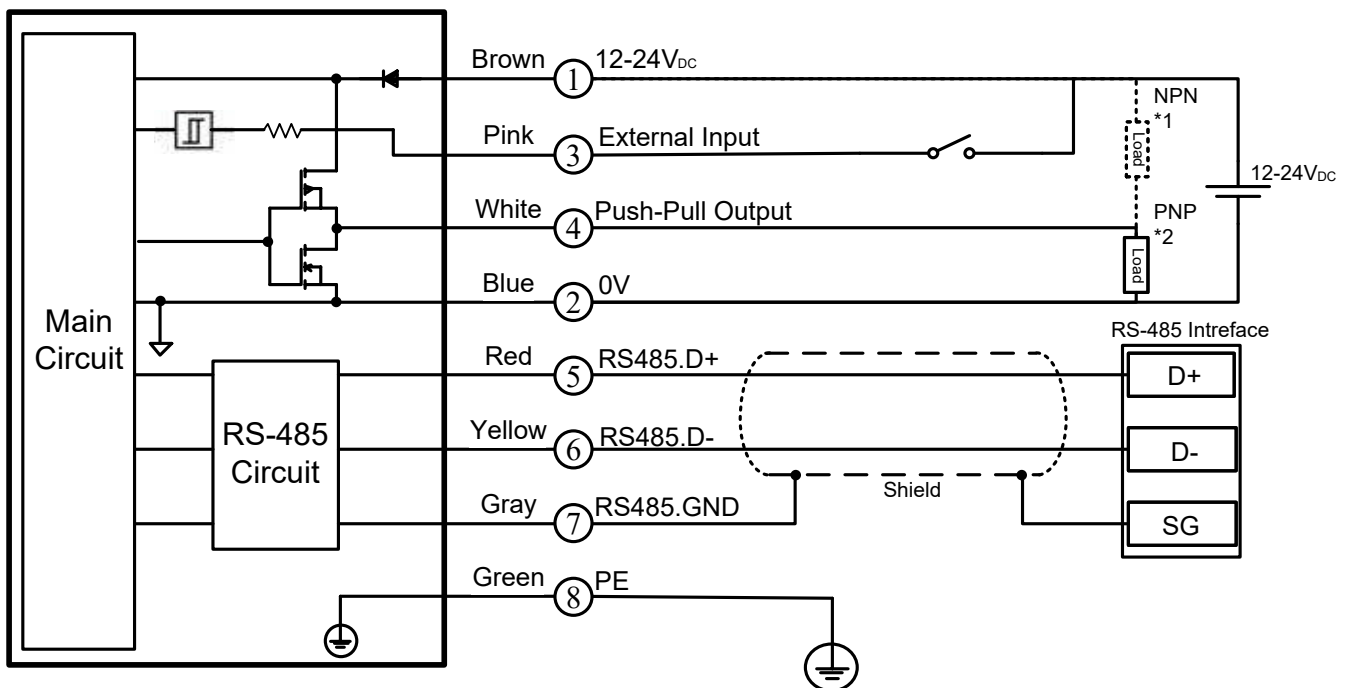 Brown 1 12-24VDC
NPN
*1
Load
Pink 3 External Input
12-24VDC
White 4 Push-Pull Output
PNP
*2
Load
Blue 2 0V
Main
Circuit
RS-485 Intreface
Red 5 RS485.D+
D+
RS-485
Circuit
Yellow 6 RS485.D-
D-
Shield
Gray 7 RS485.GND
SG
Green 8 PE